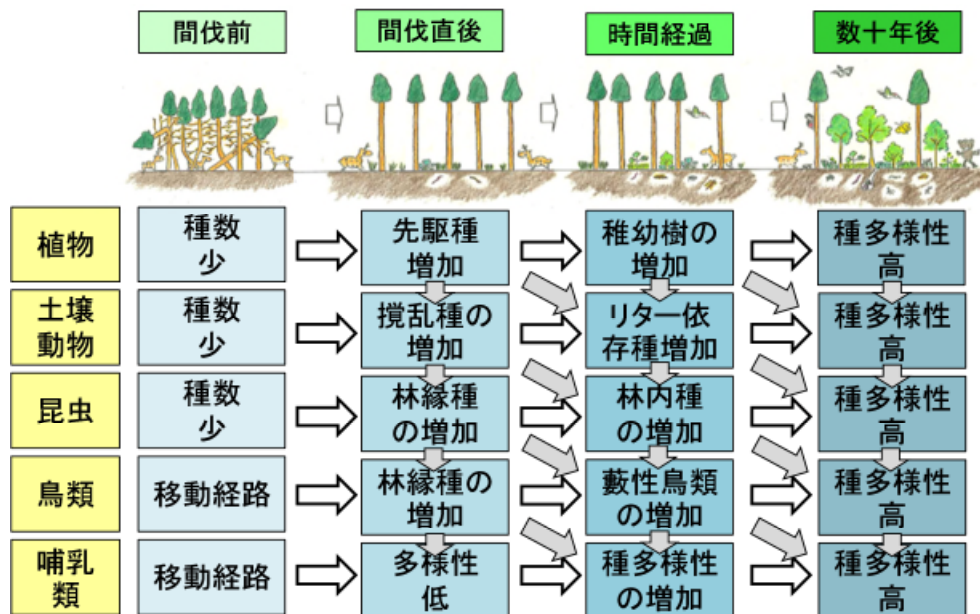 間伐前
間伐直後
時間経過
数十年後
植物
種数
少
先駆種
増加
稚幼樹の
増加
種多様性
高
土壌
動物
種数
少
撹乱種の
増加
リター依
存種増加
種多様性
高
昆虫
種数
少
林縁種
の増加
林内種
の増加
種多様性
高
鳥類
移動経路
林縁種の
増加
藪性鳥類
の増加
種多様性
高
哺乳
類
移動経路
多様性
低
種多様性
の増加
種多様性
高